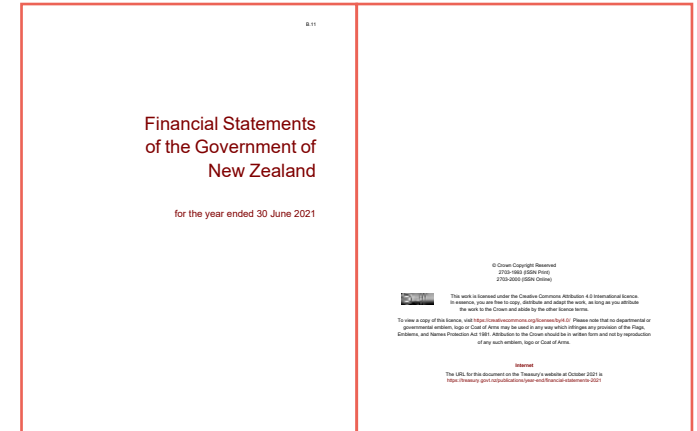 B.11
Financial Statements
of the Government of
New Zealand
for the year ended 30 June 2021
© Crown Copyright Reserved
2703-1983 (ISSN Print)
2703-2000 (ISSN Online)
This work is licensed under the Creative Commons Attribution 4.0 International licence.
In essence, you are free to copy, distribute and adapt the work, as long as you attribute
the work to the Crown and abide by the other licence terms.
To view a copy of this licence, visit https://creativecommons.org/licenses/by/4.0/ Please note that no departmental or
governmental emblem, logo or Coat of Arms may be used in any way which infringes any provision of the Flags,
Emblems, and Names Protection Act 1981. Attribution to the Crown should be in written form and not by reproduction
of any such emblem, logo or Coat of Arms.
Internet
The URL for this document on the Treasury's website at October 2021 is
https://treasury.govt.nz/publications/year-end/financial-statements-2021